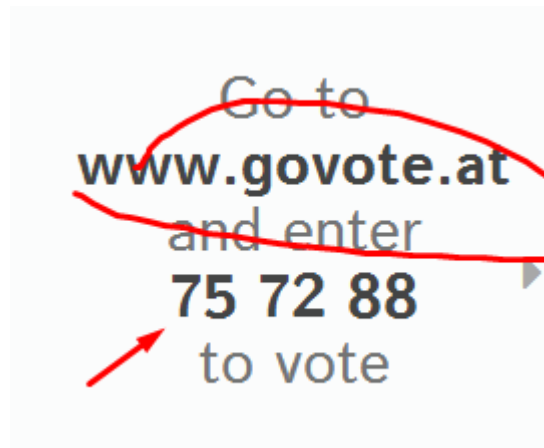 Go to
www.govote.at
and enter
75 72 88
to vote